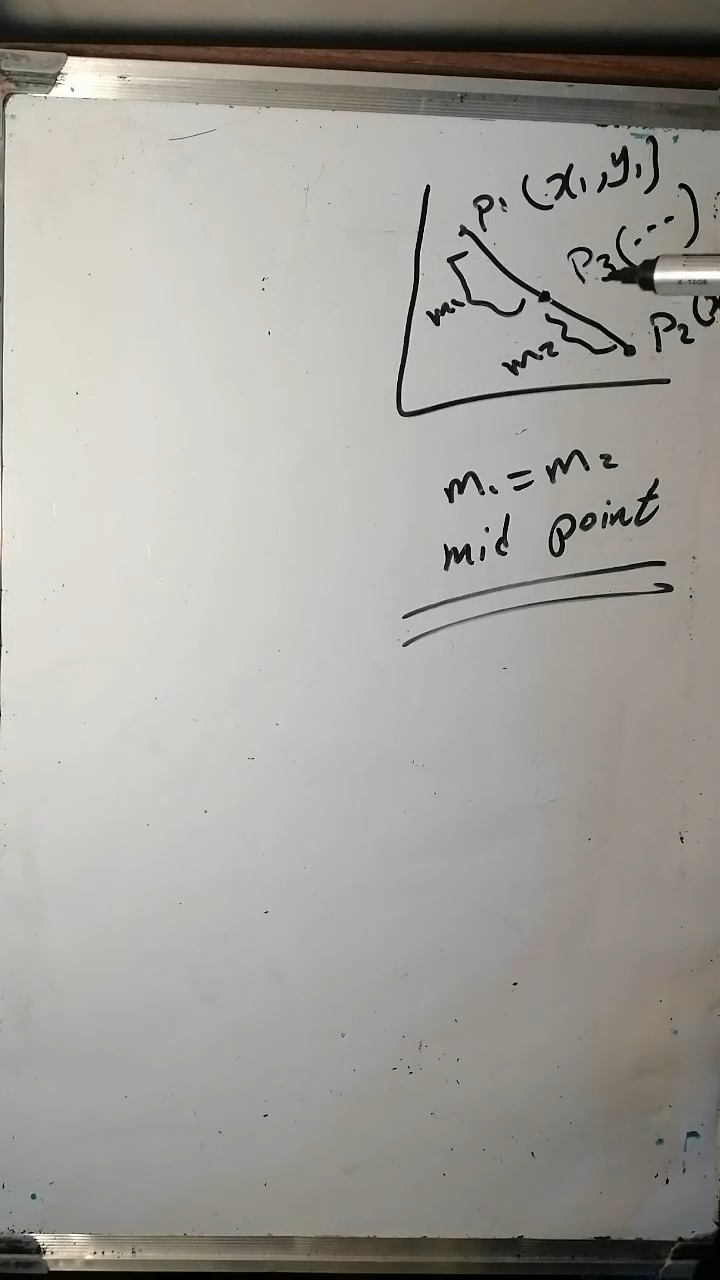 P1 (x1, y1)
P3(...)
P2(
m1
m2
m1 = m2
mid point